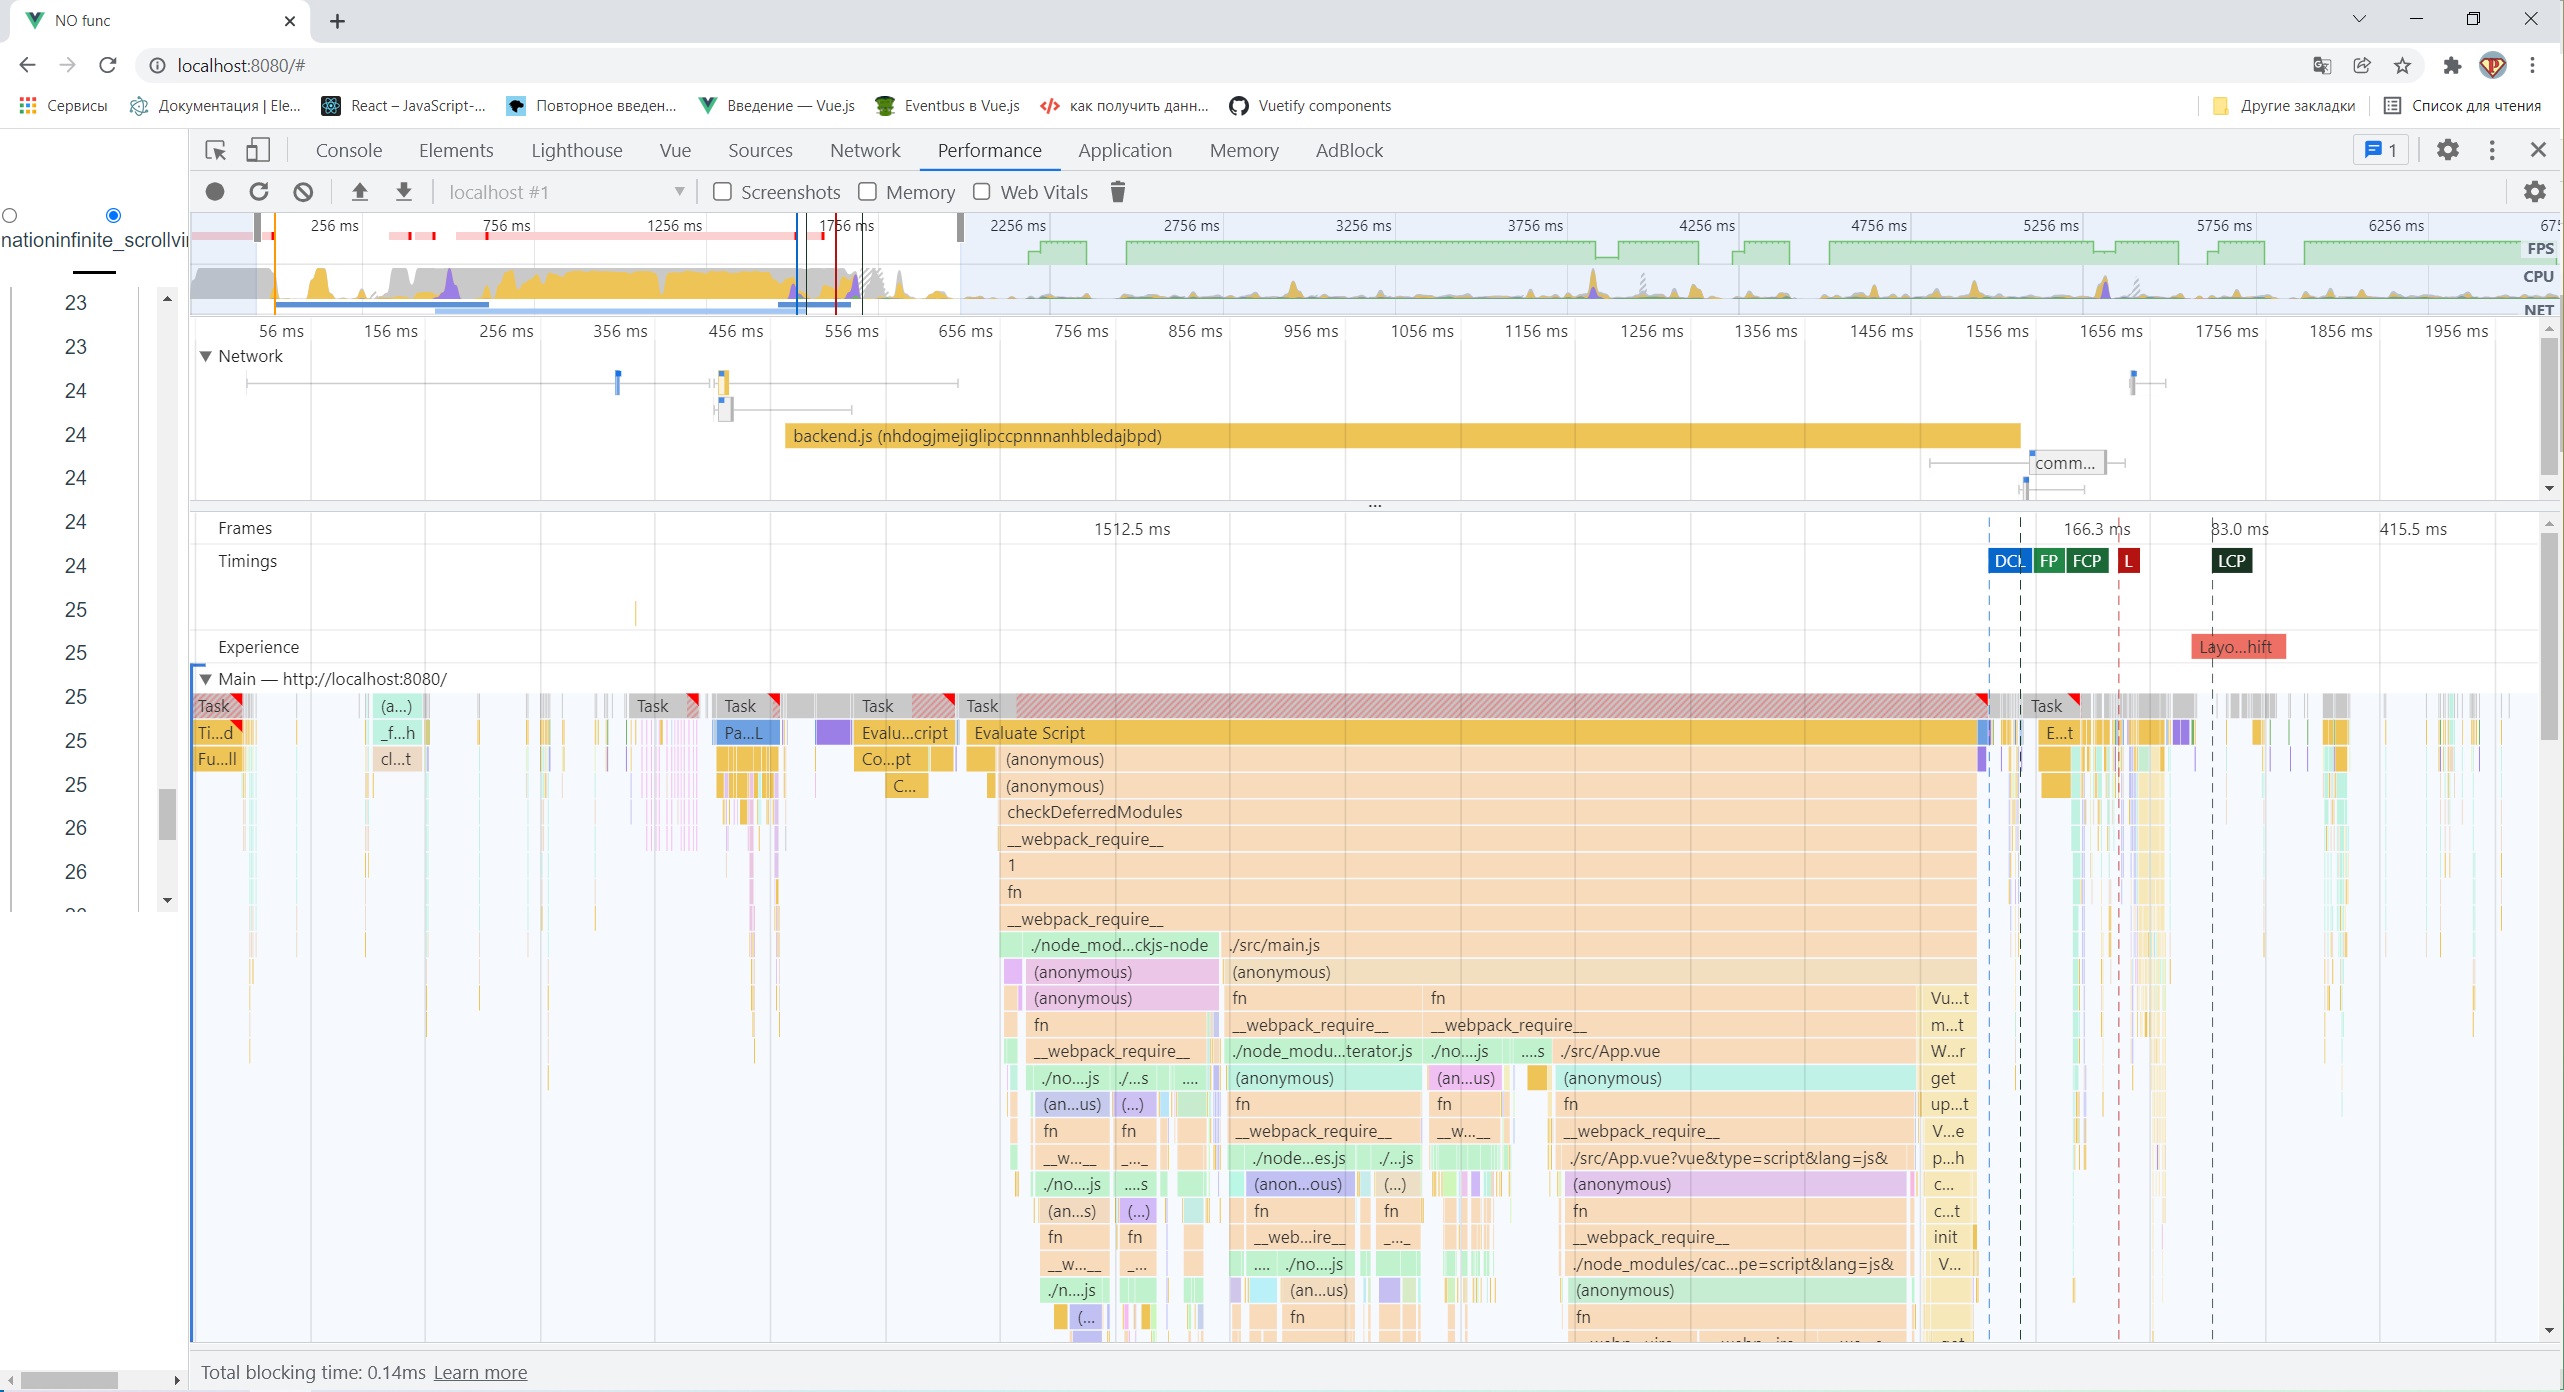 NO func
localhost:8080/#
Сервисы Документация | Ele... React – JavaScript-... Повторное введен... Введение — Vue.js Eventbus в Vue.js как получить данн... Vuetify components Другие закладки Список для чтения
Console Elements Lighthouse Vue Sources Network Performance Application Memory AdBlock 1
localhost #1 Screenshots Memory Web Vitals
256 ms 756 ms 1256 ms 1756 ms 2256 ms 2756 ms 3256 ms 3756 ms 4256 ms 4756 ms 5256 ms 5756 ms 6256 ms 675
FPS
CPU
NET
nationinfinite_scrollvi
23
23
24
24
24
24
24
25
25
25
25
25
26
26
56 ms 156 ms 256 ms 356 ms 456 ms 556 ms 656 ms 756 ms 856 ms 956 ms 1056 ms 1156 ms 1256 ms 1356 ms 1456 ms 1556 ms 1656 ms 1756 ms 1856 ms 1956 ms
Network
backend.js (nhdogjmejiglipccpnnnanhbledajbpd)
comm...
...
Frames 1512.5 ms 166.3 ms 83.0 ms 415.5 ms
Timings DCL FP FCP L LCP
Experience Layo...hift
Main — http://localhost:8080/
Task (a...) Task Task Task Task Task
Ti...d _f...h Pa...L Evalu...cript Evaluate Script E...t
Fu...ll cl...t Co...pt (anonymous)
C... (anonymous)
checkDeferredModules
__webpack_require__
1
fn
__webpack_require__
./node_mod...ckjs-node ./src/main.js
(anonymous) (anonymous)
(anonymous) fn fn Vu...t
fn __webpack_require__ __webpack_require__ m...t
__webpack_require__ ./node_modu...terator.js ./no....js ....s ./src/App.vue W...r
./no....js ./...s .... (anonymous) (an...us) (anonymous) get
(an...us) (...) fn fn fn up...t
fn fn __webpack_require__ __w...__ __webpack_require__ V...e
__w...__ _..._ ./node...es.js ./...js ./src/App.vue?vue&type=script&lang=js& p...h
./no....js ....s (anon...ous) (...) (anonymous) c...
(an...s) (...) fn fn fn c...t
fn fn __web...ire__ _..._ __webpack_require__ init
__w...__ _... .... ./no....js ./node_modules/cac...pe=script&lang=js& V...
./n....js (an...us) (anonymous)
(... fn fn
Total blocking time: 0.14ms Learn more